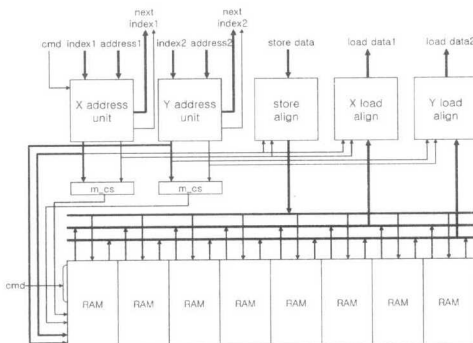 next index1
next index2
cmd
index1 address1
index2 address2
store data
load data1
load data2
X address unit
Y address unit
store align
X load align
Y load align
m_cs
m_cs
cmd
RAM
RAM
RAM
RAM
RAM
RAM
RAM
RAM